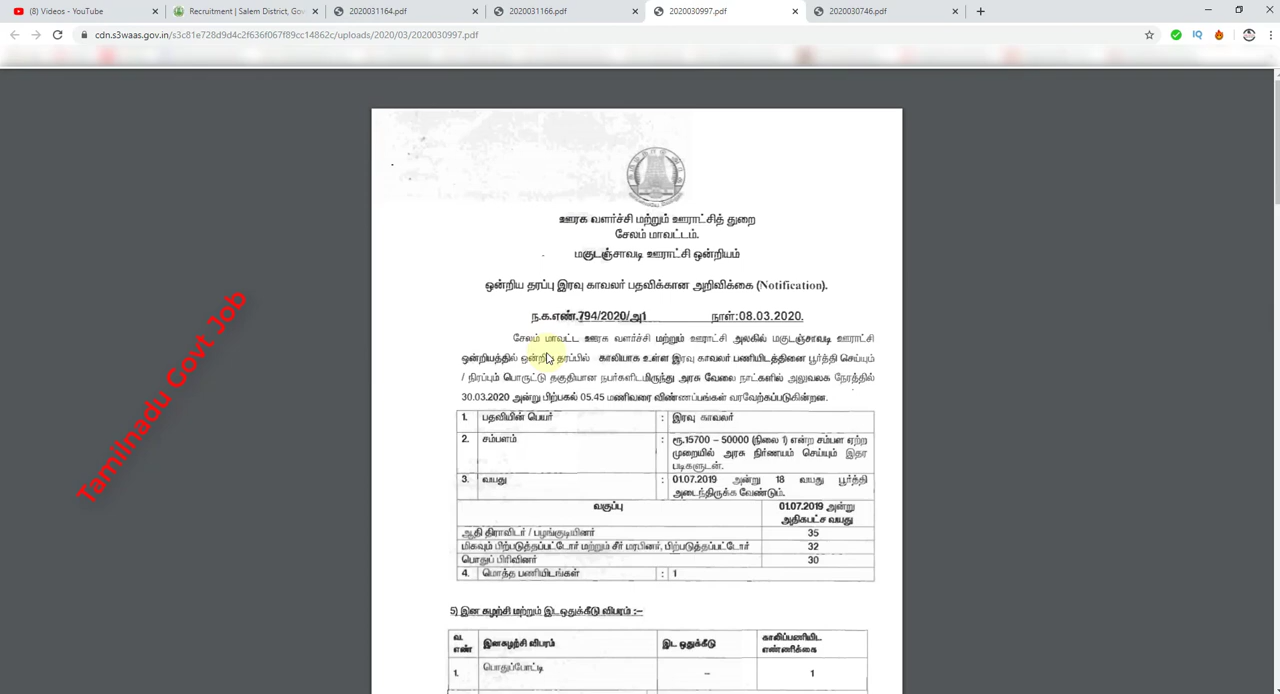 (8) Videos - YouTube
Recruitment | Salem District, Gov
2020031164.pdf
2020031166.pdf
2020030997.pdf
2020030746.pdf
cdn.s3waas.gov.in/s3c81e728d9d4c2f636f067f89cc14862c/uploads/2020/03/2020030997.pdf
IQ
ஊரக வளர்ச்சி மற்றும் ஊராட்சித் துறை
சேலம் மாவட்டம்.
மகுடஞ்சாவடி ஊராட்சி ஒன்றியம்
ஒன்றிய தரப்பு இரவு காவலர் பதவிக்கான அறிவிக்கை (Notification).
ந.க.எண்.794/2020/அ1 நாள்:08.03.2020.
சேலம் மாவட்ட ஊரக வளர்ச்சி மற்றும் ஊராட்சி அலகில் மகுடஞ்சாவடி ஊராட்சி
ஒன்றியத்தில் ஒன்றிய தரப்பில் காலியாக உள்ள இரவு காவலர் பணியிடத்தினை பூர்த்தி செய்யும்
/ நிரப்பும் பொருட்டு தகுதியான நபர்களிடமிருந்து அரசு வேலை நாட்களில் அலுவலக நேரத்தில்
30.03.2020 அன்று பிற்பகல் 05.45 மணிவரை விண்ணப்பங்கள் வரவேற்கப்படுகின்றன.
1. பதவியின் பெயர் : இரவு காவலர்
2. சம்பளம் : ரூ.15700 – 50000 (நிலை 1) என்ற சம்பள ஏற்ற
முறையில் அரசு நிர்ணயம் செய்யும் இதர
படிகளுடன்.
3. வயது : 01.07.2019 அன்று 18 வயது பூர்த்தி
அடைந்திருக்க வேண்டும்.
வகுப்பு 01.07.2019 அன்று
அதிகபட்ச வயது
ஆதி திராவிடர் / பழங்குடியினர் 35
மிகவும் பிற்படுத்தப்பட்டோர் மற்றும் சீர் மரபினர், பிற்படுத்தப்பட்டோர் 32
பொதுப் பிரிவினர் 30
4. மொத்த பணியிடங்கள் : 1
5) இன சுழற்சி மற்றும் இடஒதுக்கீடு விபரம் :–
வ.எண் இனசுழற்சி விபரம் இட ஒதுக்கீடு காலிப்பணியிட
எண்ணிக்கை
1. பொதுப்போட்டி – 1
Tamilnadu Govt Job